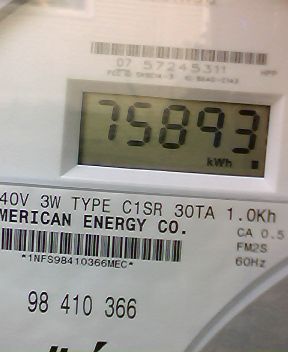 07 57245311 HPP
75893
kWh
40V 3W TYPE C1SR 30TA 1.0Kh
MERICAN ENERGY CO.
CA 0.5
FM2S
60Hz
*1NFS98410366MEC*
98 410 366